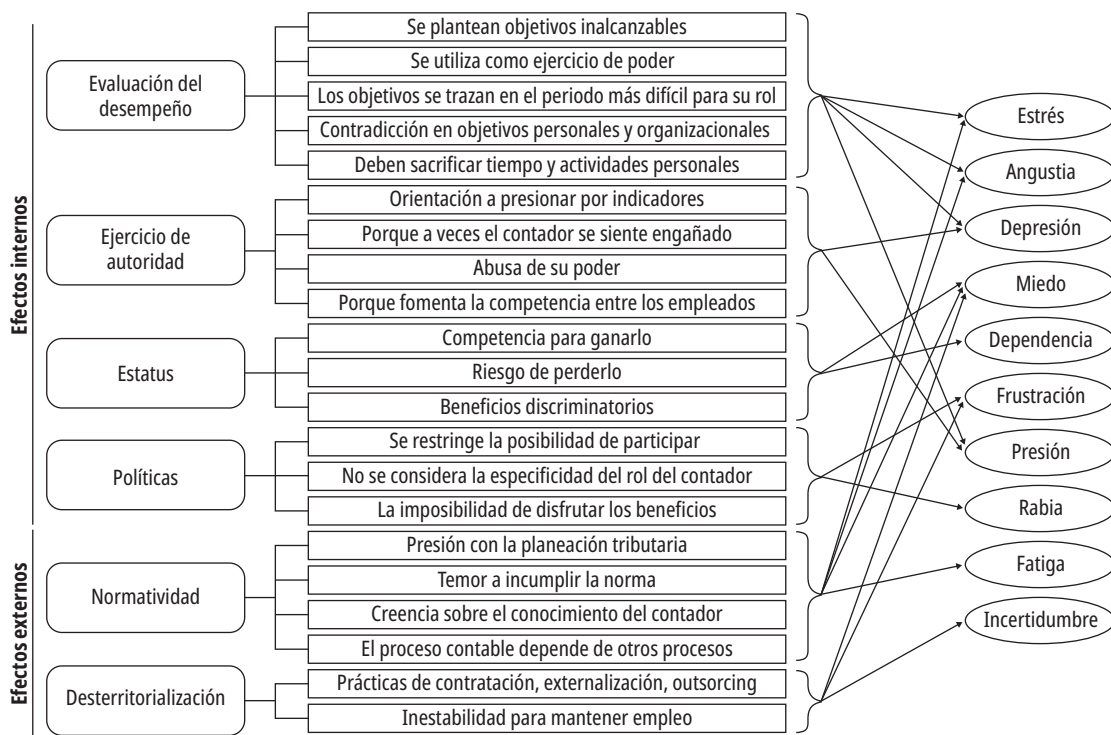 Efectos internos
Evaluación del
desempeño
Se plantean objetivos inalcanzables
Se utiliza como ejercicio de poder
Los objetivos se trazan en el periodo más difícil para su rol
Contradicción en objetivos personales y organizacionales
Deben sacrificar tiempo y actividades personales
Ejercicio de
autoridad
Orientación a presionar por indicadores
Porque a veces el contador se siente engañado
Abusa de su poder
Porque fomenta la competencia entre los empleados
Estatus
Competencia para ganarlo
Riesgo de perderlo
Beneficios discriminatorios
Políticas
Se restringe la posibilidad de participar
No se considera la especificidad del rol del contador
La imposibilidad de disfrutar los beneficios
Efectos externos
Normatividad
Presión con la planeación tributaria
Temor a incumplir la norma
Creencia sobre el conocimiento del contador
El proceso contable depende de otros procesos
Desterritorialización
Prácticas de contratación, externalización, outsorcing
Inestabilidad para mantener empleo
Estrés
Angustia
Depresión
Miedo
Dependencia
Frustración
Presión
Rabia
Fatiga
Incertidumbre